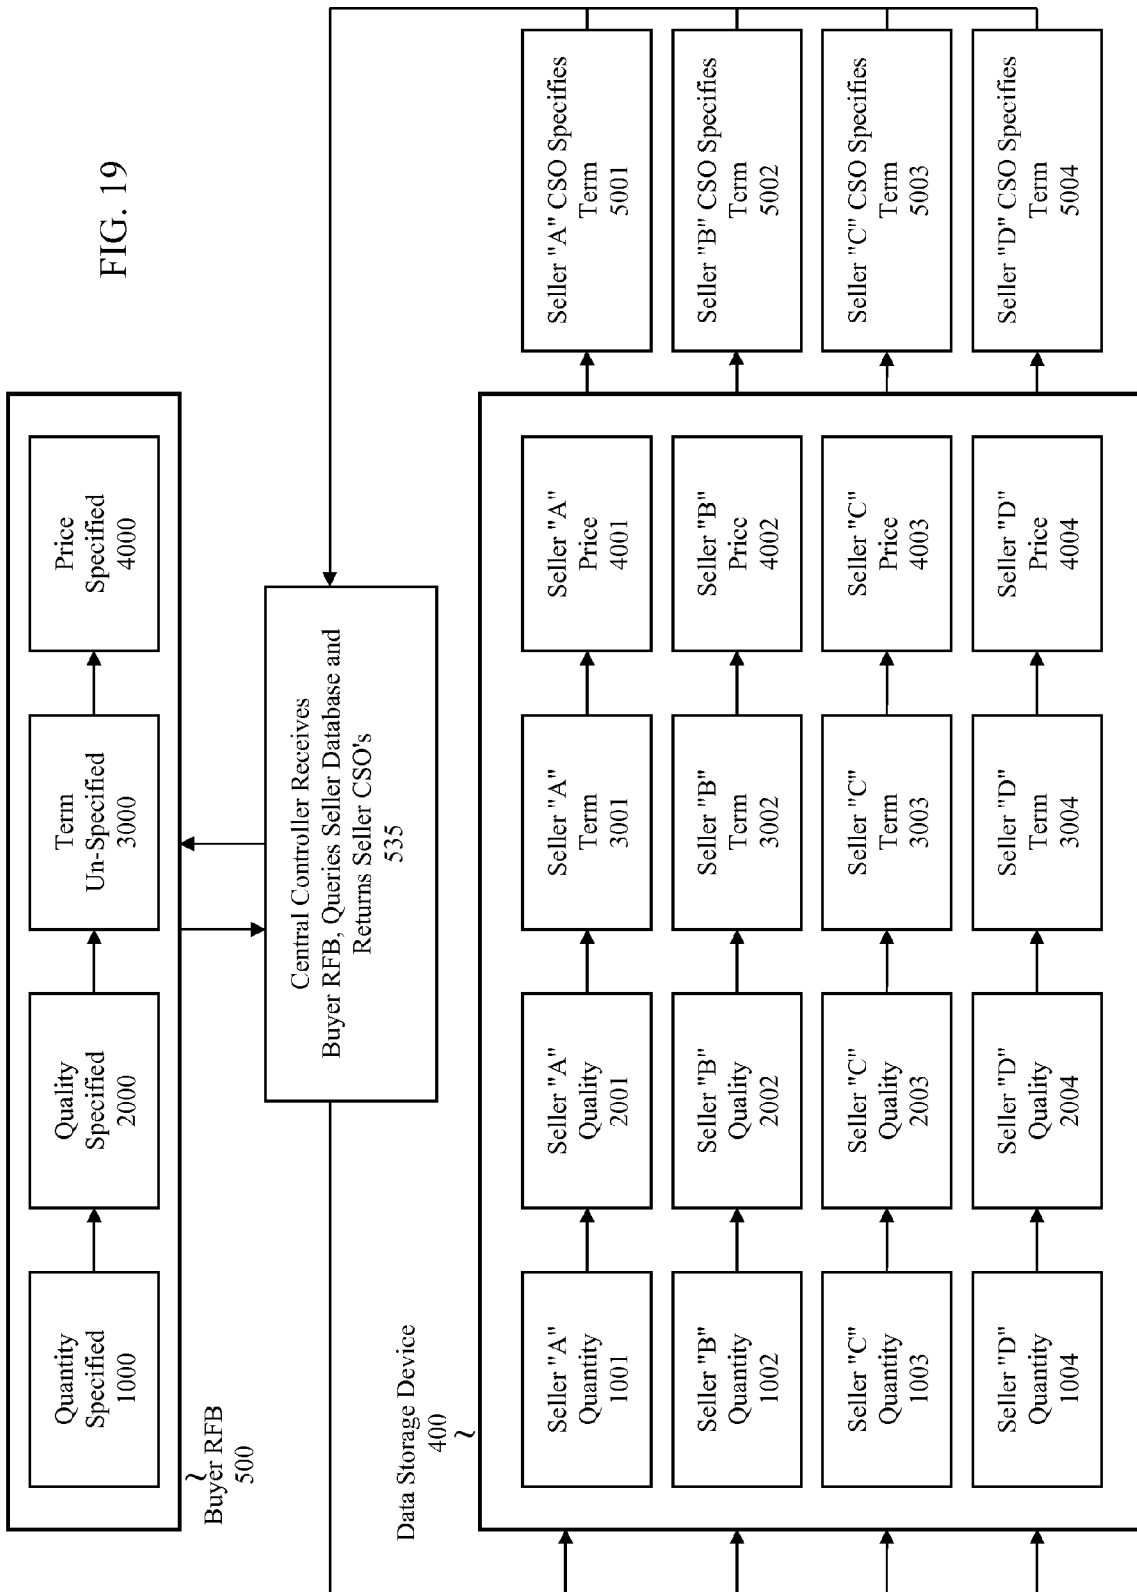 FIG. 19
Quantity
Specified
1000
Quality
Specified
2000
Term
Un-Specified
3000
Price
Specified
4000
Buyer RFB
500
Central Controller Receives
Buyer RFB, Queries Seller Database and
Returns Seller CSO's
535
Data Storage Device
400
Seller "A"
Quantity
1001
Seller "A"
Quality
2001
Seller "A"
Term
3001
Seller "A"
Price
4001
Seller "A" CSO Specifies
Term
5001
Seller "B"
Quantity
1002
Seller "B"
Quality
2002
Seller "B"
Term
3002
Seller "B"
Price
4002
Seller "B" CSO Specifies
Term
5002
Seller "C"
Quantity
1003
Seller "C"
Quality
2003
Seller "C"
Term
3003
Seller "C"
Price
4003
Seller "C" CSO Specifies
Term
5003
Seller "D"
Quantity
1004
Seller "D"
Quality
2004
Seller "D"
Term
3004
Seller "D"
Price
4004
Seller "D" CSO Specifies
Term
5004